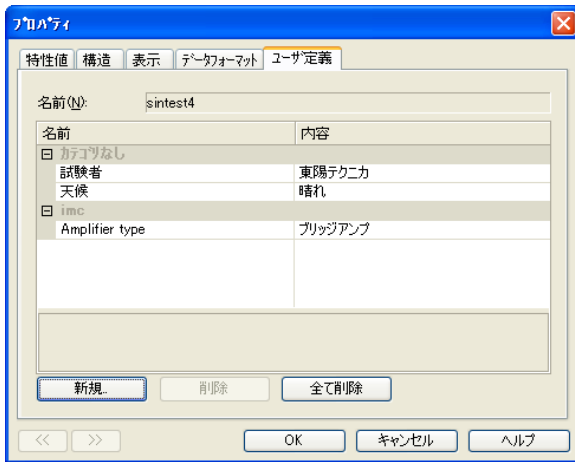 ﾌﾟﾛﾊﾟﾃｨ
特性値 構造 表示 ﾃﾞｰﾀﾌｫｰﾏｯﾄ ﾕｰｻﾞ定義
名前(N): sintest4
名前 内容
ｶﾃｺﾞﾘなし
試験者 東陽テクニカ
天候 晴れ
imc
Amplifier type ブリッジアンプ
新規.. 削除 全て削除
<< >> OK キャンセル ヘルプ